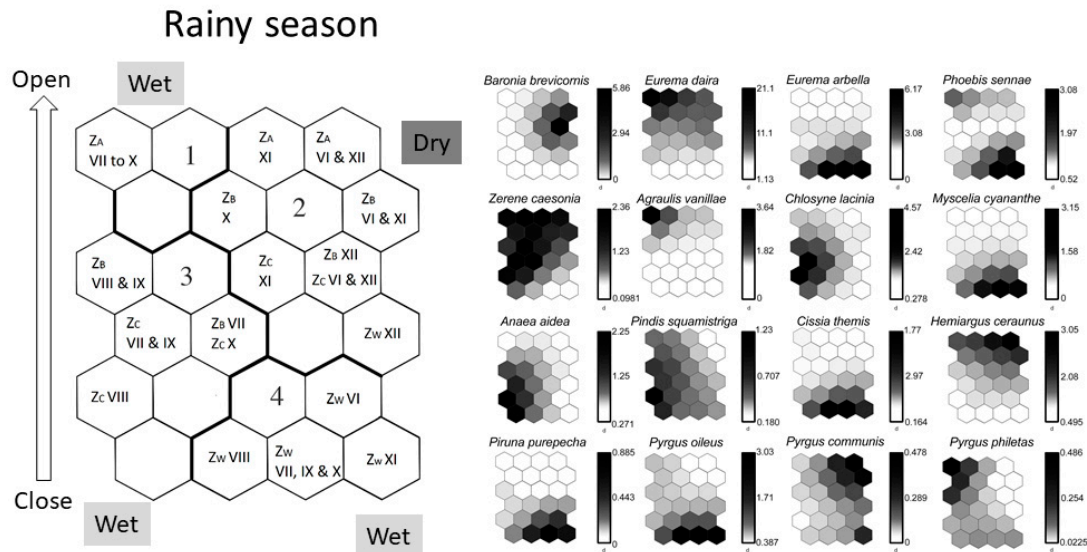 Rainy season
Open
Wet
Dry
Close
Wet
Wet
ZA
VII to X
1
ZA
XI
ZA
VI & XII
ZB
X
2
ZB
VI & XI
ZB
VIII & IX
3
ZC
XI
ZB XII
ZC VI & XII
ZC
VII & IX
ZB VII
ZC X
ZW XII
ZC VIII
4
ZW VI
ZW VIII
ZW
VII, IX & X
ZW XI
Baronia brevicornis
5.86
2.94
0
d
Eurema daira
21.1
11.1
1.13
d
Eurema arbella
6.17
3.08
0
d
Phoebis sennae
3.08
1.80
0.52
d
Zerene caesonia
2.36
1.23
0.0981
d
Agraulis vanillae
3.64
1.82
0
d
Chlosyne lacinia
4.57
2.42
0.278
d
Myscelia cyananthe
3.15
1.58
0
d
Anaea aidea
2.25
1.25
0.271
d
Pindis squamistriga
1.23
0.707
0.180
d
Cissia themis
1.77
2.97
0.164
d
Hemiargus ceraunus
3.05
2.08
0.495
d
Piruna purepecha
0.885
0.443
0
d
Pyrgus oileus
3.03
1.71
0.387
d
Pyrgus communis
0.478
0.289
0
d
Pyrgus philetas
0.486
0.254
0.0225
d